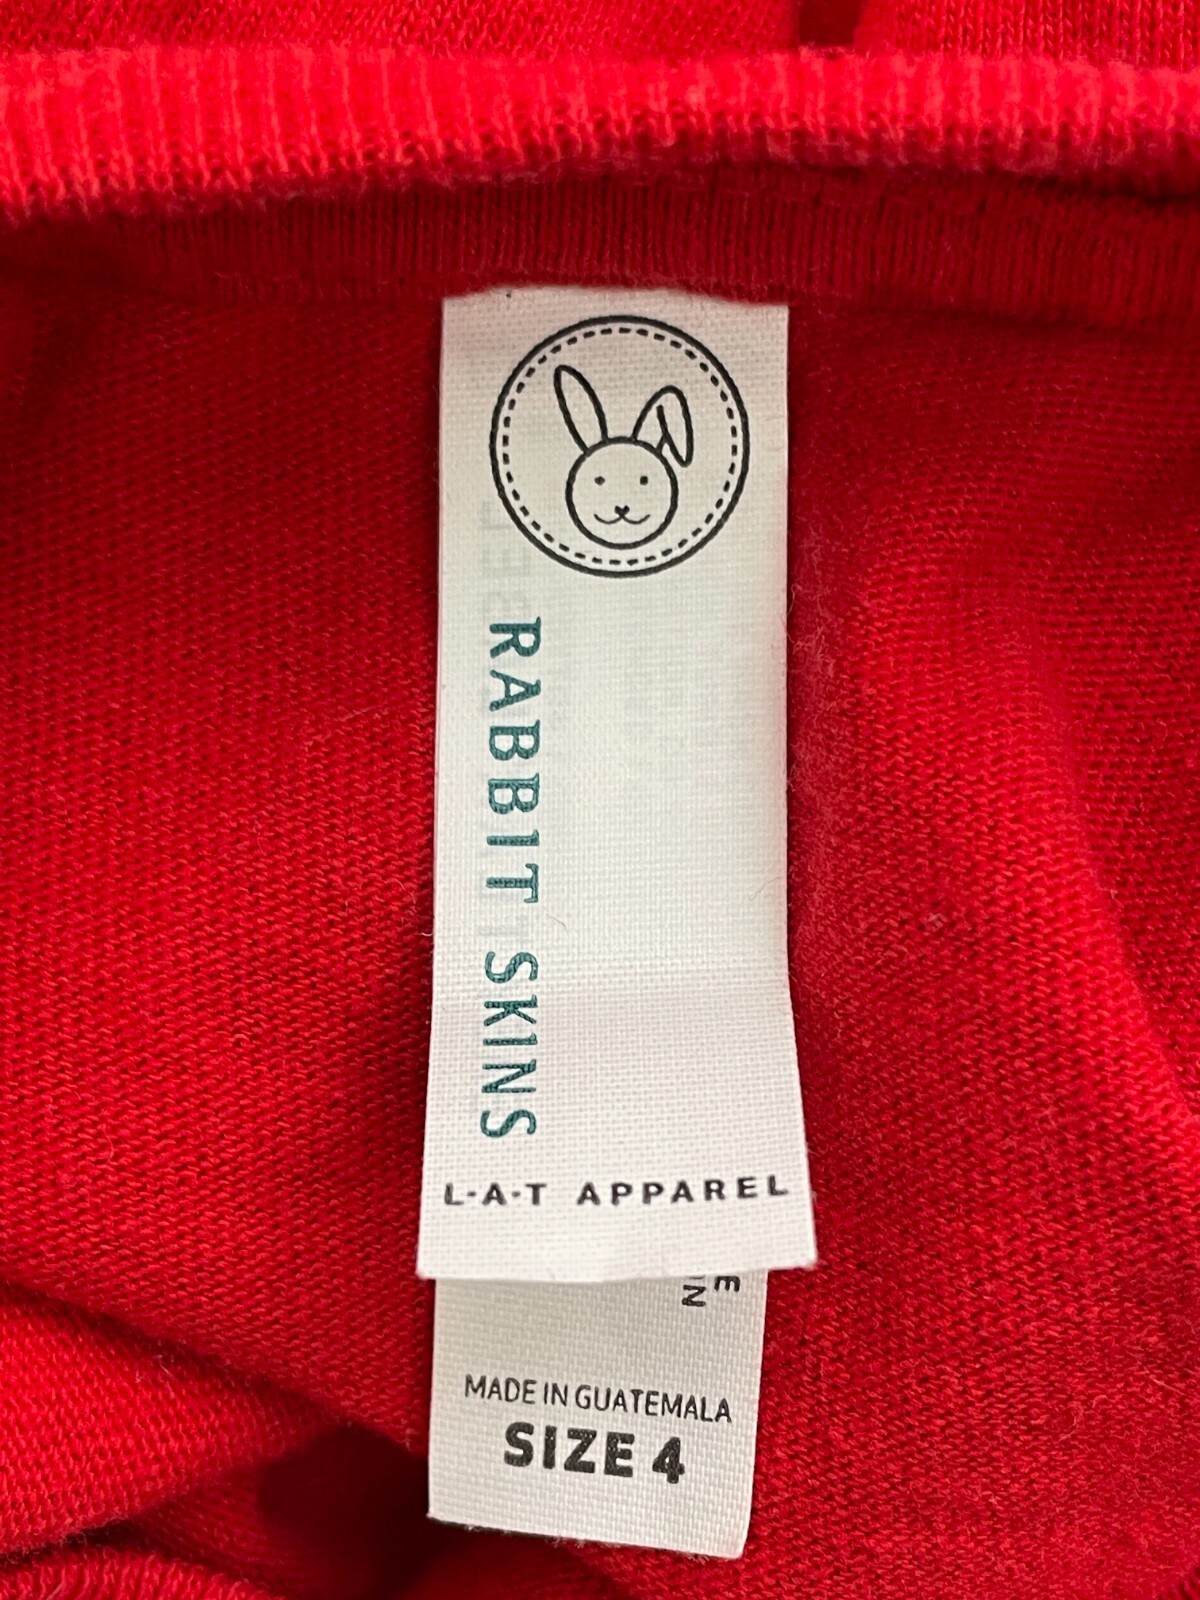 RABBIT SKINS
L·A·T APPAREL
E
N
MADE IN GUATEMALA
SIZE 4